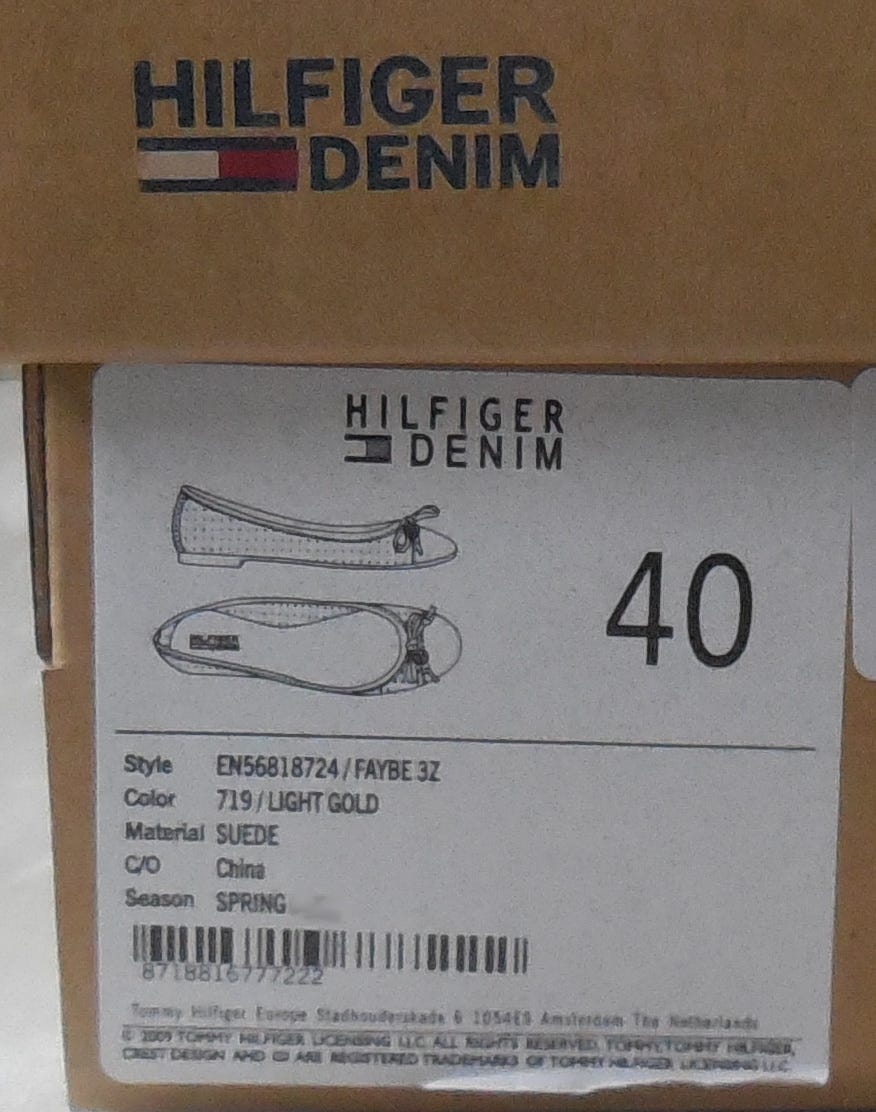 HILFIGER
DENIM
HILFIGER
DENIM
40
Style EN56818724/FAYBE 3Z
Color 719/LIGHT GOLD
Material SUEDE
C/O China
Season SPRING
8718816777222
Tommy Hilfiger Europe Stadhouderskade 6 1054ES Amsterdam The Netherlands
© 2009 TOMMY HILFIGER LICENSING LLC. ALL RIGHTS RESERVED. TOMMY, TOMMY HILFIGER,
CREST DESIGN AND ARE REGISTERED TRADEMARKS OF TOMMY HILFIGER LICENSING LLC.